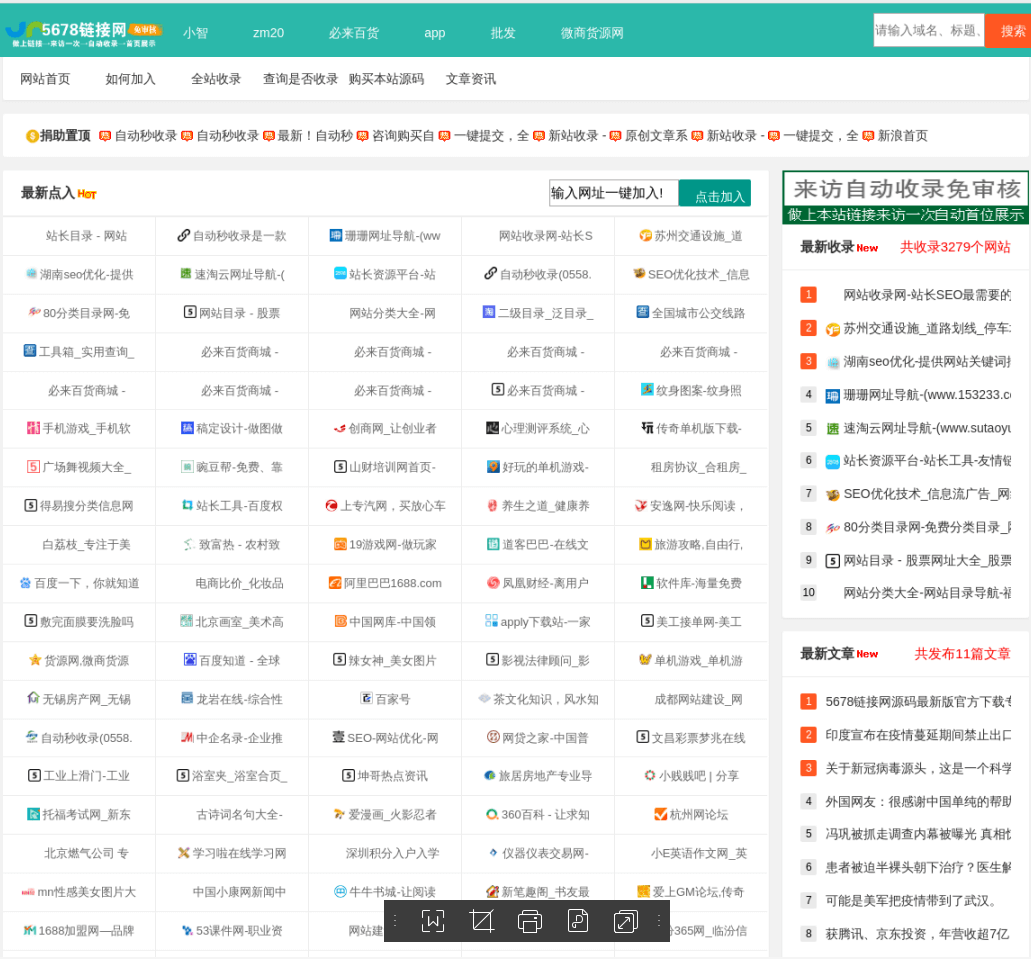 5678链接网 免审核
做上链接→来访一次→自动收录→首页展示
小智 zm20 必来百货 app 批发 微商货源网
请输入域名、标题、 搜索
网站首页 如何加入 全站收录 查询是否收录 购买本站源码 文章资讯
捐助置顶 自动秒收录 自动秒收录 最新！自动秒 咨询购买自 一键提交，全 新站收录 - 原创文章系 新站收录 - 一键提交，全 新浪首页
最新点入 HOT 输入网址一键加入! 点击加入
站长目录 - 网站 自动秒收录是一款 珊珊网址导航-(ww 网站收录网-站长S 苏州交通设施_道
湖南seo优化-提供 速淘云网址导航-( 站长资源平台-站 自动秒收录(0558. SEO优化技术_信息
80分类目录网-免 网站目录 - 股票 网站分类大全-网 二级目录_泛目录_ 全国城市公交线路
工具箱_实用查询_ 必来百货商城 - 必来百货商城 - 必来百货商城 - 必来百货商城 -
必来百货商城 - 必来百货商城 - 必来百货商城 - 必来百货商城 - 纹身图案-纹身照
手机游戏_手机软 稿定设计-做图做 创商网_让创业者 心理测评系统_心 传奇单机版下载-
广场舞视频大全_ 豌豆帮-免费、靠 山财培训网首页- 好玩的单机游戏- 租房协议_合租房_
得易搜分类信息网 站长工具-百度权 上专汽网，买放心车 养生之道_健康养 安逸网-快乐阅读，
白荔枝_专注于美 致富热 - 农村致 19游戏网-做玩家 道客巴巴-在线文 旅游攻略,自由行,
百度一下，你就知道 电商比价_化妆品 阿里巴巴1688.com 凤凰财经-离用户 软件库-海量免费
敷完面膜要洗脸吗 北京画室_美术高 中国网库-中国领 apply下载站-一家 美工接单网-美工
货源网,微商货源 百度知道 - 全球 辣女神_美女图片 影视法律顾问_影 单机游戏_单机游
无锡房产网_无锡 龙岩在线-综合性 百家号 茶文化知识，风水知 成都网站建设_网
自动秒收录(0558. 中企名录-企业推 SEO-网站优化-网 网贷之家-中国普 文昌彩票梦兆在线
工业上滑门-工业 浴室夹_浴室合页_ 坤哥热点资讯 旅居房地产专业导 小贱贱吧 | 分享
托福考试网_新东 古诗词名句大全- 爱漫画_火影忍者 360百科 - 让求知 杭州网论坛
北京燃气公司 专 学习啦在线学习网 深圳积分入户入学 仪器仪表交易网- 小E英语作文网_英
mn性感美女图片大 中国小康网新闻中 牛牛书城-让阅读 新笔趣阁_书友最 爱上GM论坛,传奇
1688加盟网—品牌 53课件网-职业资 网站建 365网_临汾信
来访自动收录免审核
做上本站链接来访一次自动首位展示
最新收录 New 共收录3279个网站
1 网站收录网-站长SEO最需要的
2 苏州交通设施_道路划线_停车
3 湖南seo优化-提供网站关键词
4 珊珊网址导航-(www.153233.c
5 速淘云网址导航-(www.sutaoyu
6 站长资源平台-站长工具-友情链
7 SEO优化技术_信息流广告_网
8 80分类目录网-免费分类目录_
9 网站目录 - 股票网址大全_股票
10 网站分类大全-网站目录导航-福
最新文章 New 共发布11篇文章
1 5678链接网源码最新版官方下载专
2 印度宣布在疫情蔓延期间禁止出口
3 关于新冠病毒源头，这是一个科学
4 外国网友：很感谢中国单纯的帮助
5 冯巩被抓走调查内幕被曝光 真相
6 患者被迫半裸头朝下治疗？医生解
7 可能是美军把疫情带到了武汉。
8 获腾讯、京东投资，年营收超7亿